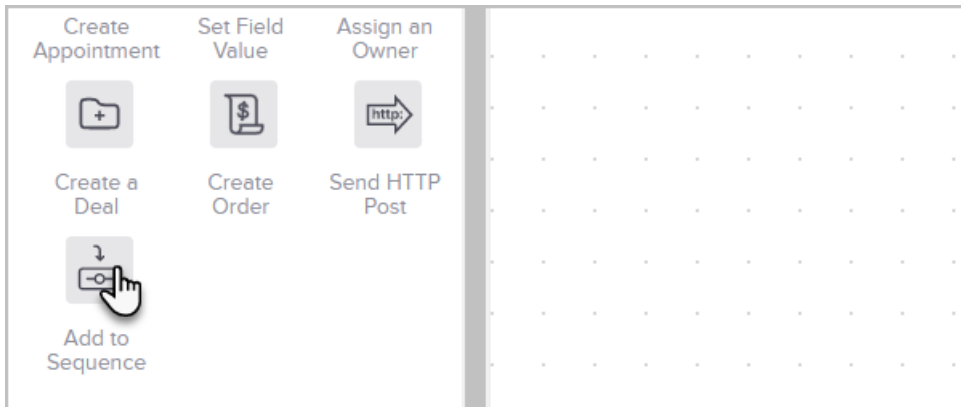 Create
Appointment
Set Field
Value
Assign an
Owner
$
http:
Create a
Deal
Create
Order
Send HTTP
Post
Add to
Sequence